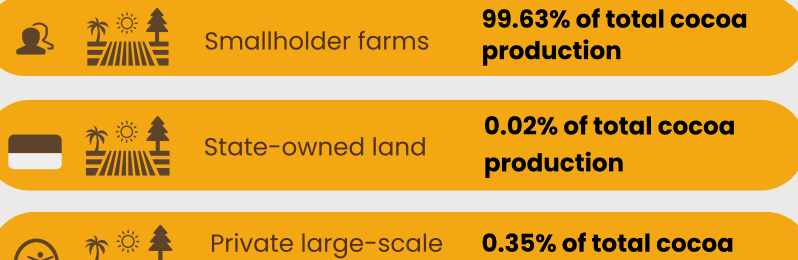 Smallholder farms
99.63% of total cocoa
production
State-owned land
0.02% of total cocoa
production
Private large-scale
0.35% of total cocoa